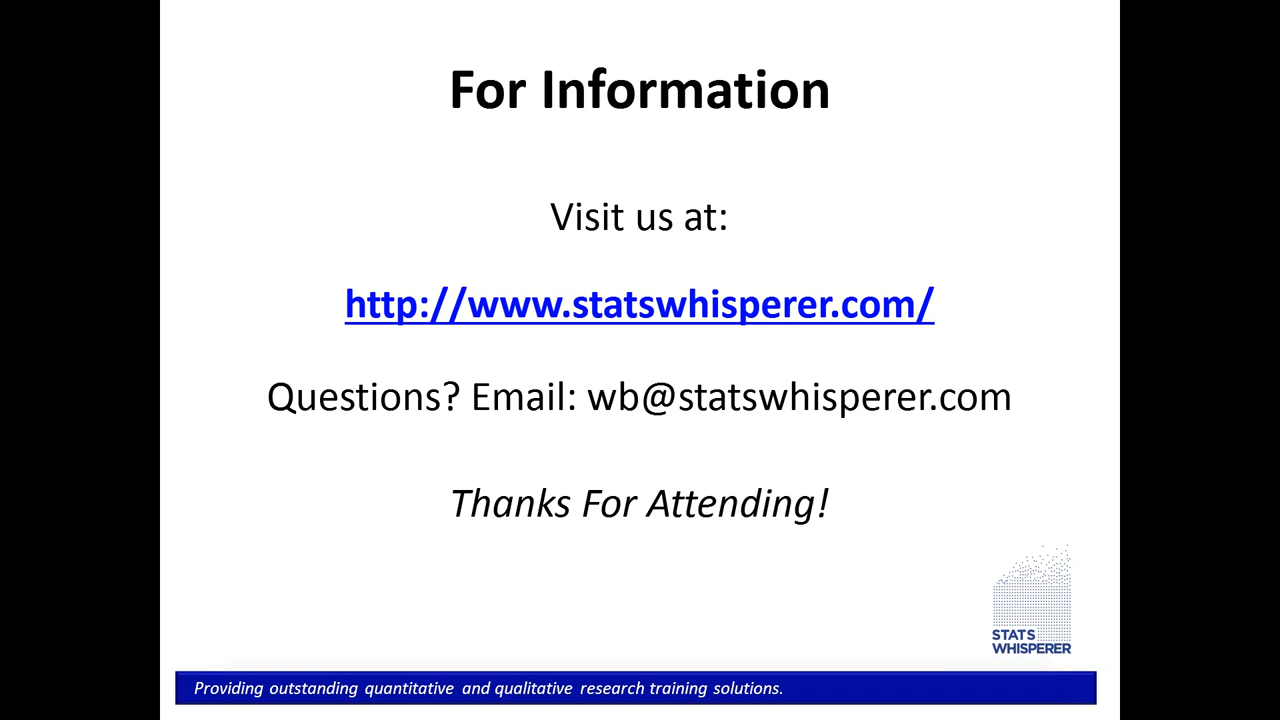 For Information
Visit us at:
http://www.statswhisperer.com/
Questions? Email: wb@statswhisperer.com
Thanks For Attending!
STATS
WHISPERER
Providing outstanding quantitative and qualitative research training solutions.